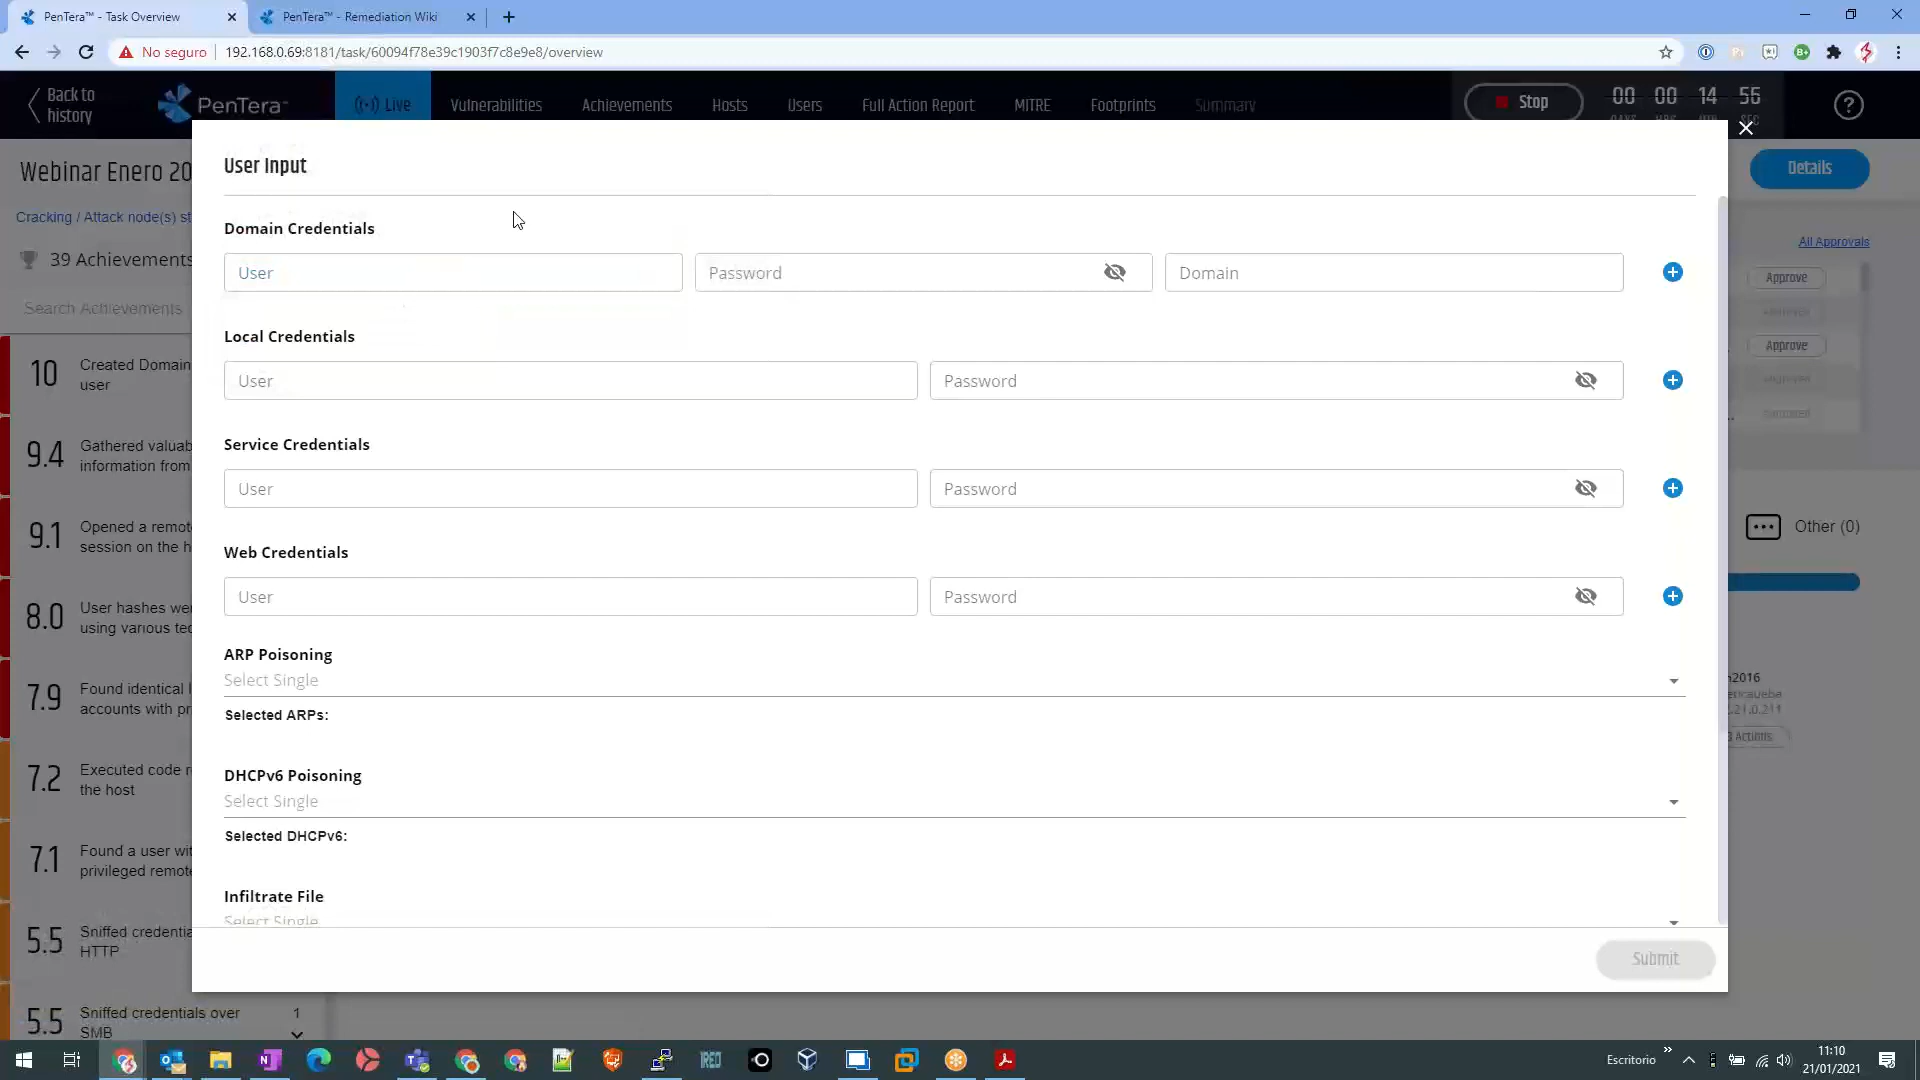 PenTera™ - Task Overview
PenTera™ - Remediation Wiki
No seguro
192.168.0.69:8181/task/60094f78e39c1903f7c8e9e8/overview
Back to
history
PenTera™
Live
Vulnerabilities
Achievements
Hosts
Users
Full Action Report
MITRE
Footprints
Summary
Stop
00 00 14 55
Webinar Enero 20
Details
Cracking / Attack node(s) st
All Approvals
39 Achievements
Search Achievements
Approve
Approve
10
Created Domain
user
9.4
Gathered valuab
information from
9.1
Opened a remot
session on the h
8.0
User hashes we
using various tec
7.9
Found identical l
accounts with pr
7.2
Executed code r
the host
7.1
Found a user wi
privileged remot
5.5
Sniffed credentia
HTTP
5.5
Sniffed credentials over
SMB
1
User Input
Domain Credentials
User
Password
Domain
Local Credentials
User
Password
Service Credentials
User
Password
Web Credentials
User
Password
ARP Poisoning
Select Single
Selected ARPs:
DHCPv6 Poisoning
Select Single
Selected DHCPv6:
Infiltrate File
Select Single
Submit
Other (0)
2016
.21.0.211
Actions
IREO
Escritorio
11:10
21/01/2021